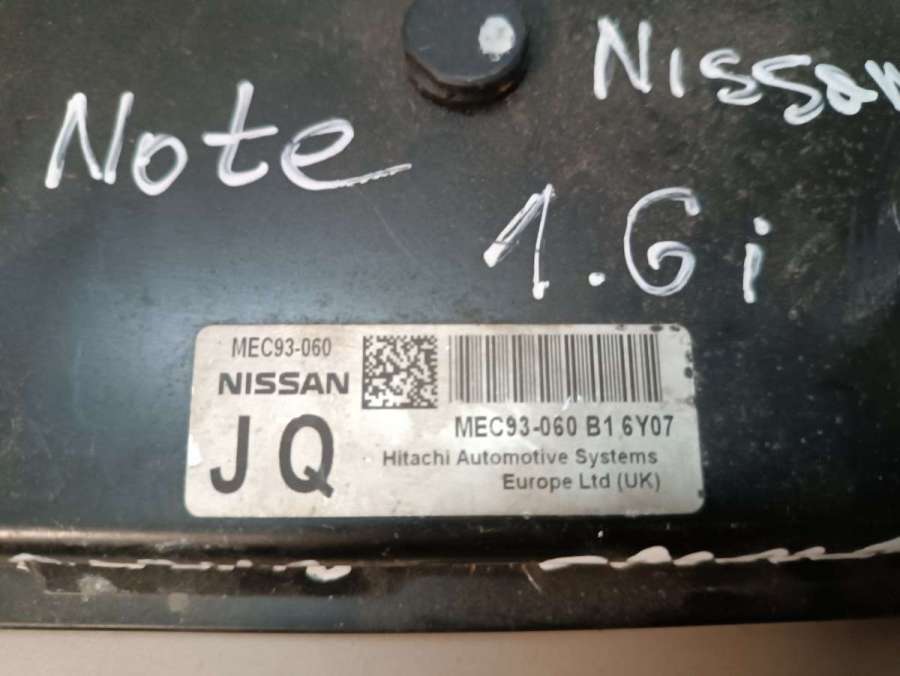 Nissan
Note
1.6i
MEC93-060
NISSAN
JQ
MEC93-060 B1 6Y07
Hitachi Automotive Systems
Europe Ltd (UK)